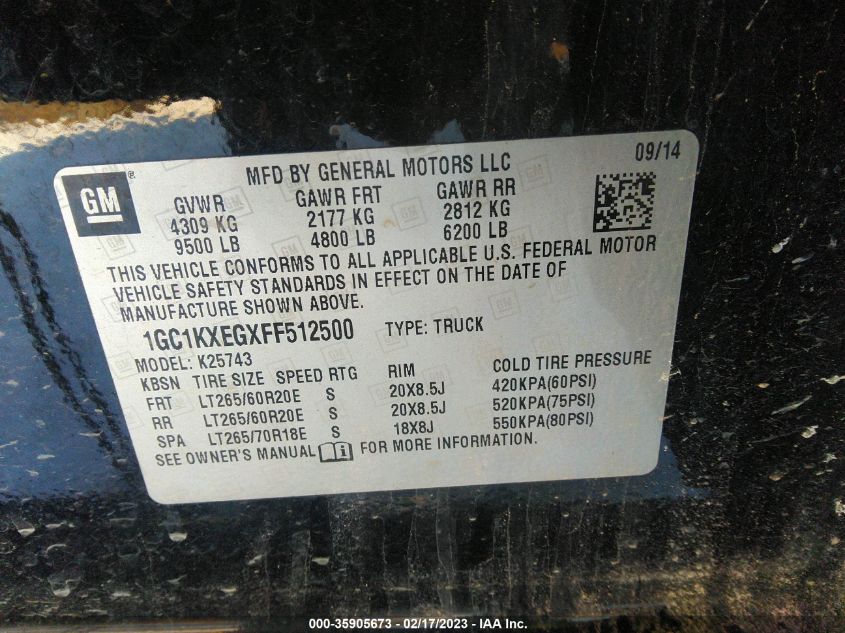 GM ®
MFD BY GENERAL MOTORS LLC
09/14
GVWR GAWR FRT GAWR RR
4309 KG 2177 KG 2812 KG
9500 LB 4800 LB 6200 LB
THIS VEHICLE CONFORMS TO ALL APPLICABLE U.S. FEDERAL MOTOR
VEHICLE SAFETY STANDARDS IN EFFECT ON THE DATE OF
MANUFACTURE SHOWN ABOVE.
1GC1KXEGXFF512500 TYPE: TRUCK
MODEL: K25743
KBSN TIRE SIZE SPEED RTG RIM COLD TIRE PRESSURE
FRT LT265/60R20E S 20X8.5J 420KPA(60PSI)
RR LT265/60R20E S 20X8.5J 520KPA(75PSI)
SPA LT265/70R18E S 18X8J 550KPA(80PSI)
SEE OWNER'S MANUAL i FOR MORE INFORMATION.
000-35905673 - 02/17/2023 - IAA Inc.